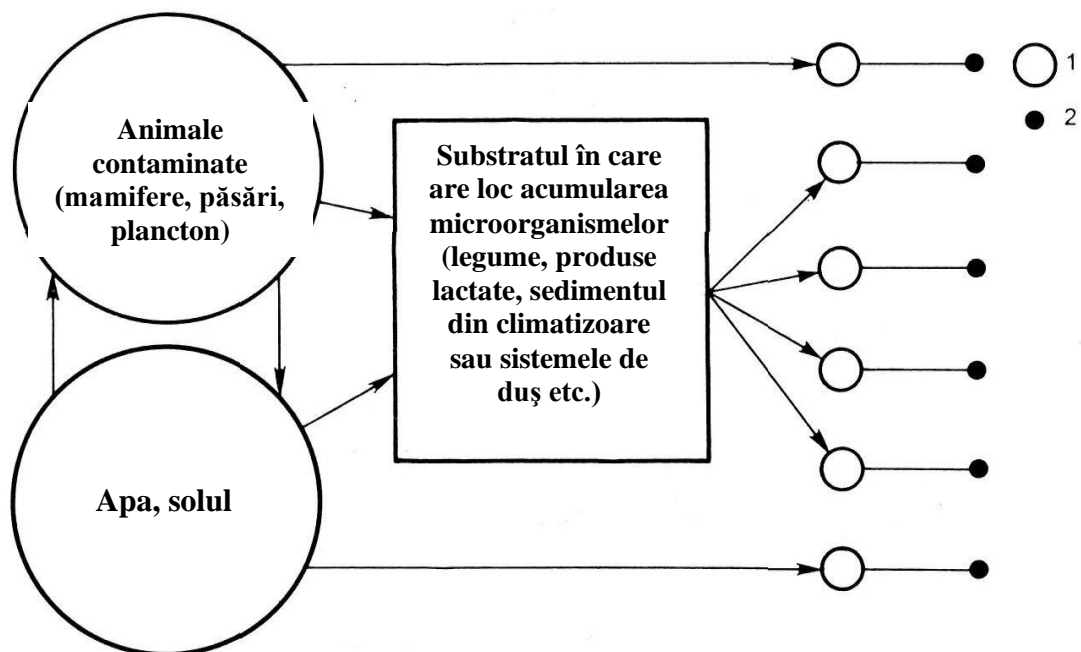 Animale
contaminate
(mamifere, păsări,
plancton)
Substratul în care
are loc acumularea
microorganismelor
(legume, produse
lactate, sedimentul
din climatizoare
sau sistemele de
duş etc.)
Apa, solul
1
2